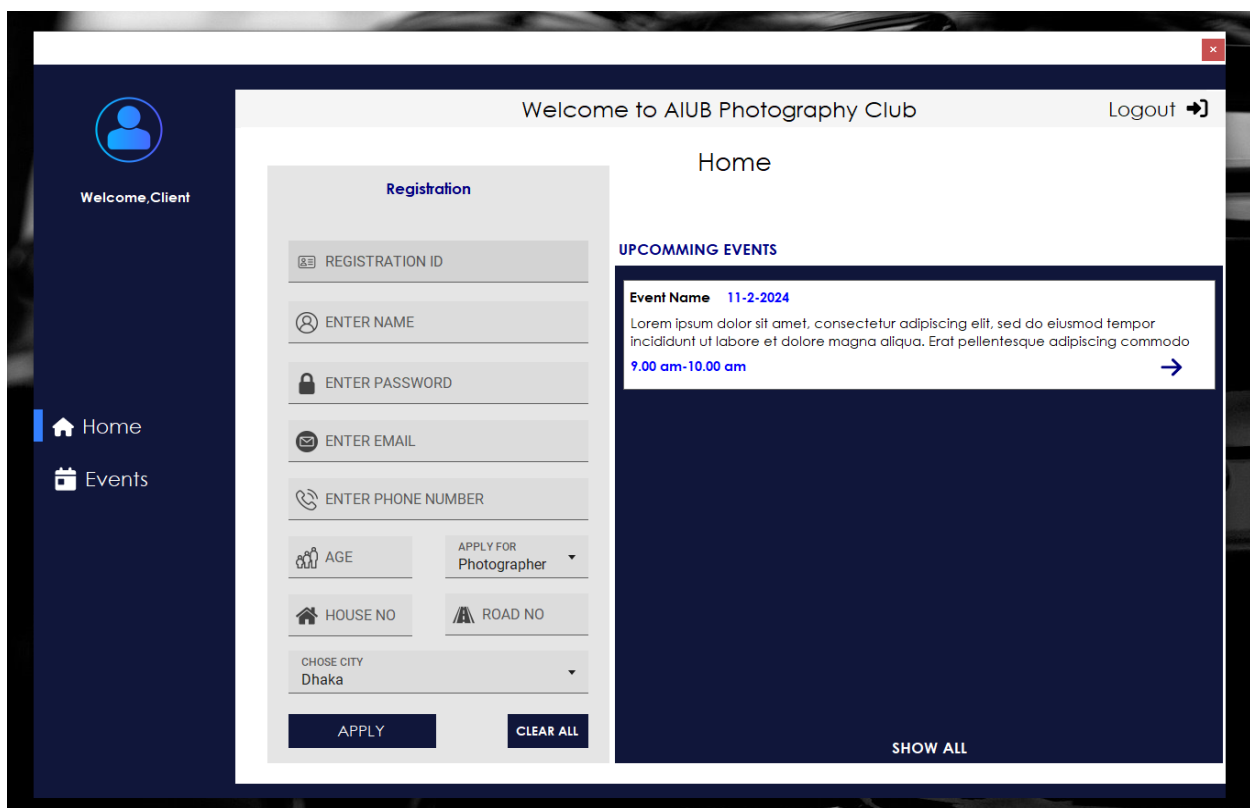 Welcome to AIUB Photography Club
Logout
Welcome,Client
Home
Events
Home
Registration
REGISTRATION ID
ENTER NAME
ENTER PASSWORD
ENTER EMAIL
ENTER PHONE NUMBER
AGE
APPLY FOR
Photographer
HOUSE NO
ROAD NO
CHOSE CITY
Dhaka
APPLY
CLEAR ALL
UPCOMMING EVENTS
Event Name 11-2-2024
Lorem ipsum dolor sit amet, consectetur adipiscing elit, sed do eiusmod tempor
incididunt ut labore et dolore magna aliqua. Erat pellentesque adipiscing commodo
9.00 am-10.00 am
SHOW ALL